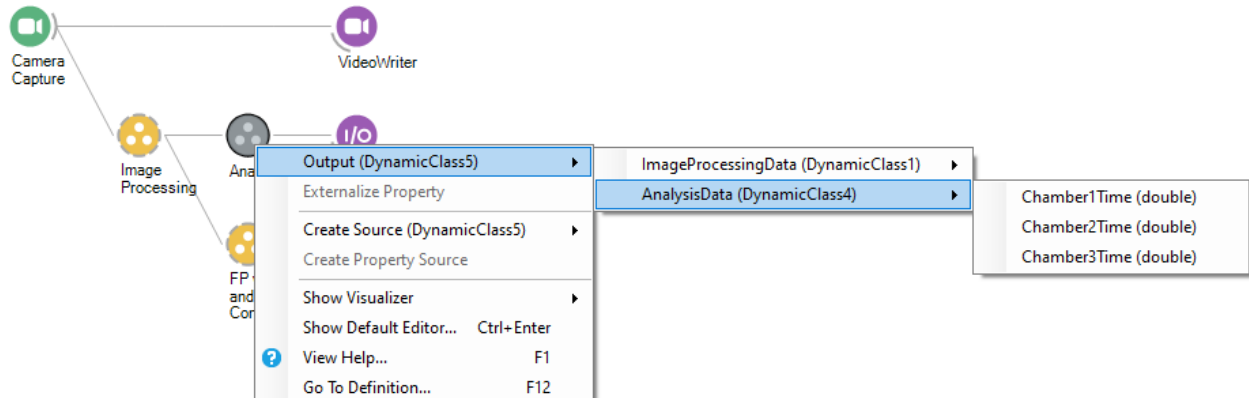 Camera
Capture
VideoWriter
I/O
Image
Processing
Ana
FP
and
Cor
Output (DynamicClass5)
Externalize Property
Create Source (DynamicClass5)
Create Property Source
Show Visualizer
Show Default Editor... Ctrl+Enter
View Help... F1
Go To Definition... F12
ImageProcessingData (DynamicClass1)
AnalysisData (DynamicClass4)
Chamber1Time (double)
Chamber2Time (double)
Chamber3Time (double)